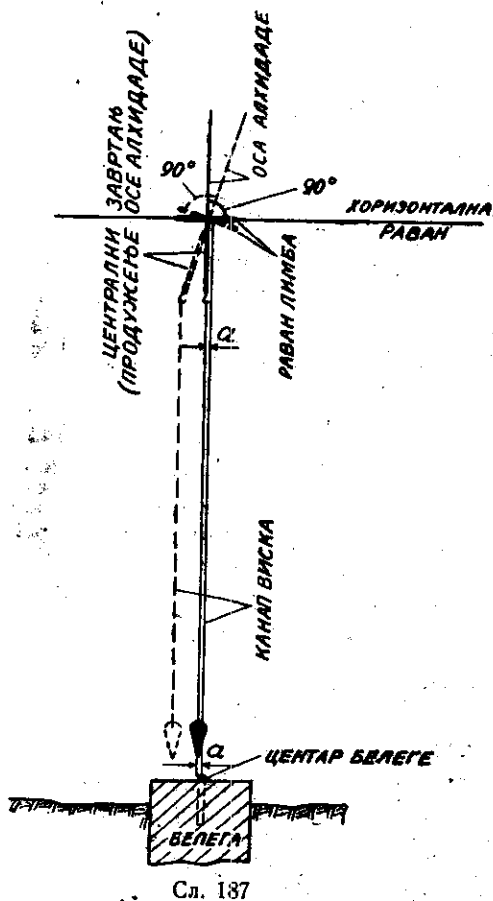 ЦЕНТРАЛНИ ЗАВРТАЊ
(ПРОДУЖЕЊЕ ОСЕ АЛХИДАДЕ)
ОСА АЛХИДАДЕ
90°
90°
ХОРИЗОНТАЛНА
РАВАН
РАВАН ЛИМБА
a
КАНАП ВИСКА
a
ЦЕНТАР БЕЛЕГЕ
БЕЛЕГА
Сл. 187